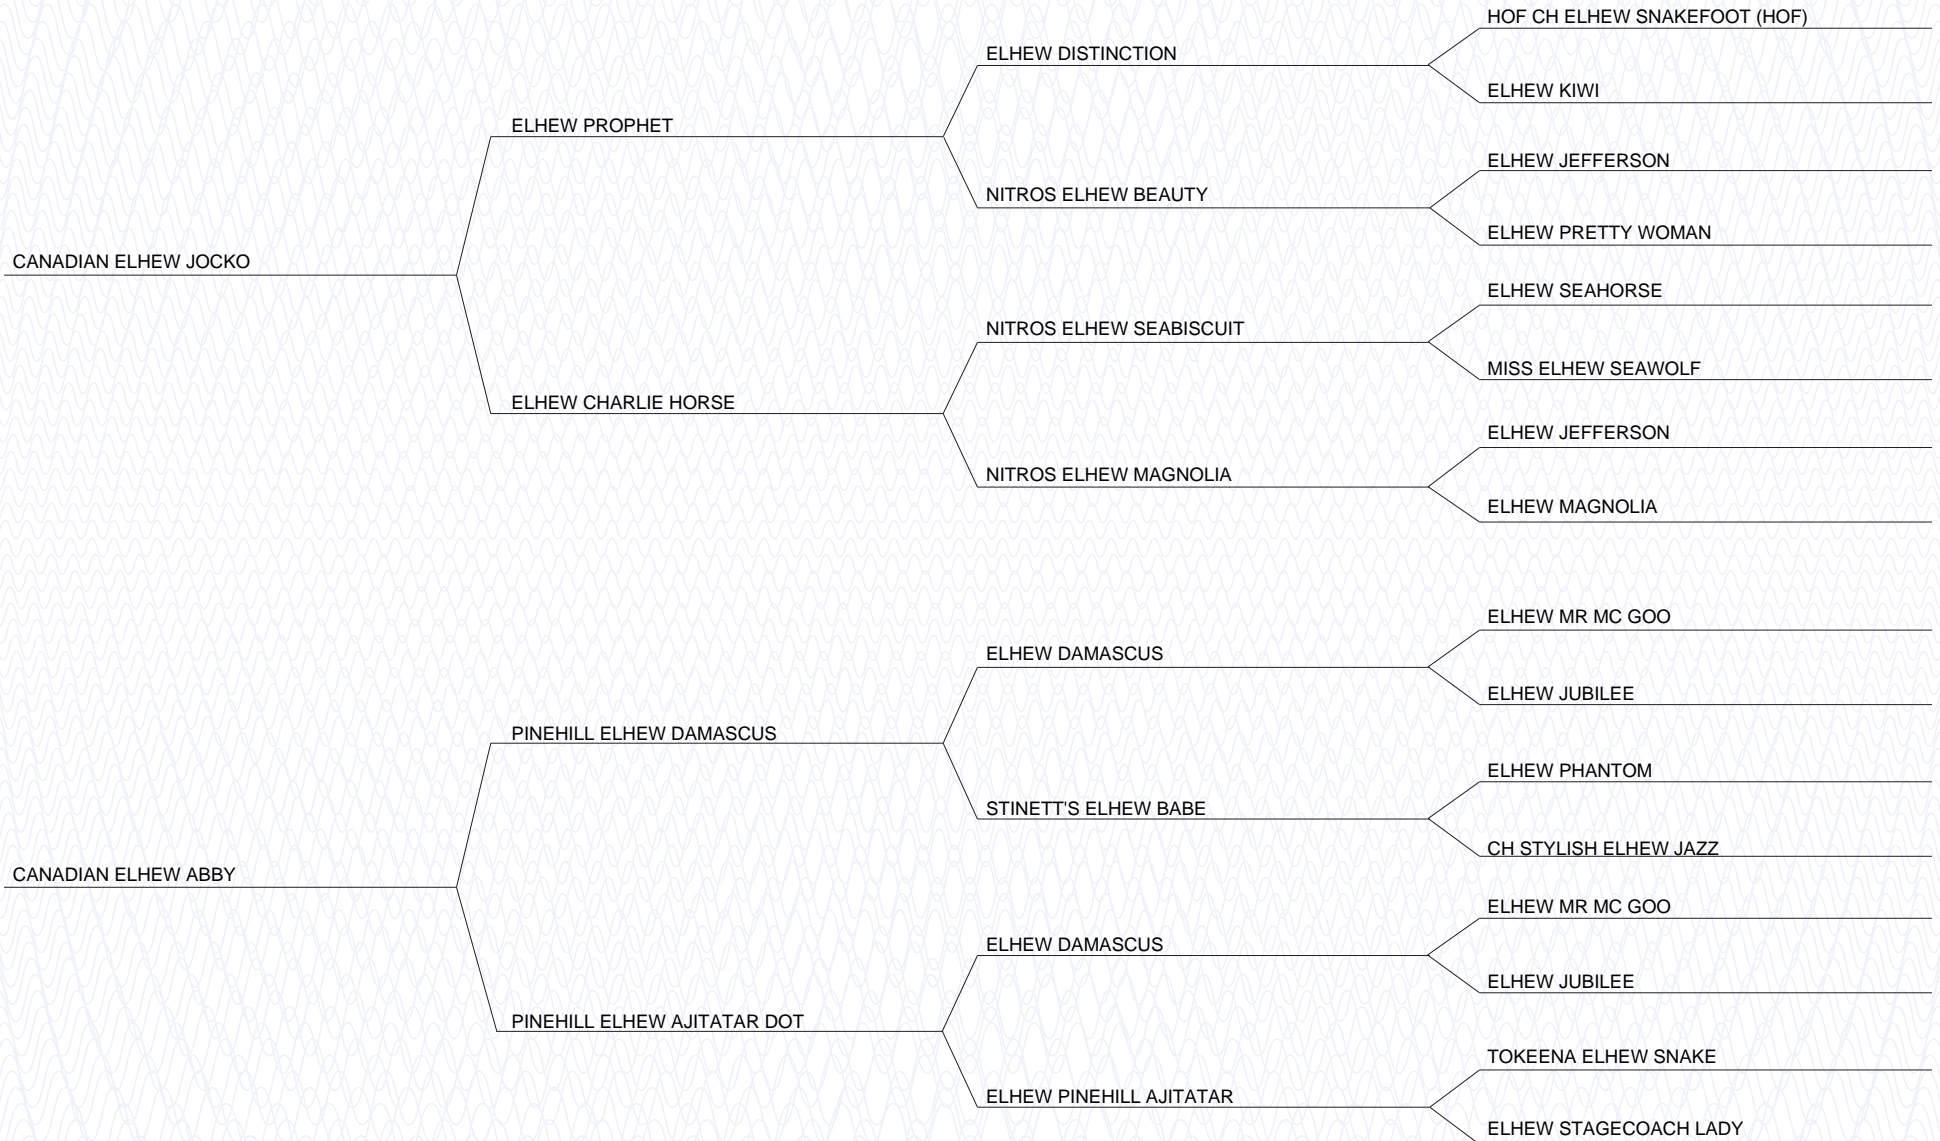 HOF CH ELHEW SNAKEFOOT (HOF)
ELHEW DISTINCTION
ELHEW KIWI
ELHEW PROPHET
ELHEW JEFFERSON
NITROS ELHEW BEAUTY
ELHEW PRETTY WOMAN
CANADIAN ELHEW JOCKO
ELHEW SEAHORSE
NITROS ELHEW SEABISCUIT
MISS ELHEW SEAWOLF
ELHEW CHARLIE HORSE
ELHEW JEFFERSON
NITROS ELHEW MAGNOLIA
ELHEW MAGNOLIA
ELHEW MR MC GOO
ELHEW DAMASCUS
ELHEW JUBILEE
PINEHILL ELHEW DAMASCUS
ELHEW PHANTOM
STINETT'S ELHEW BABE
CH STYLISH ELHEW JAZZ
CANADIAN ELHEW ABBY
ELHEW MR MC GOO
ELHEW DAMASCUS
ELHEW JUBILEE
PINEHILL ELHEW AJITATAR DOT
TOKEENA ELHEW SNAKE
ELHEW PINEHILL AJITATAR
ELHEW STAGECOACH LADY